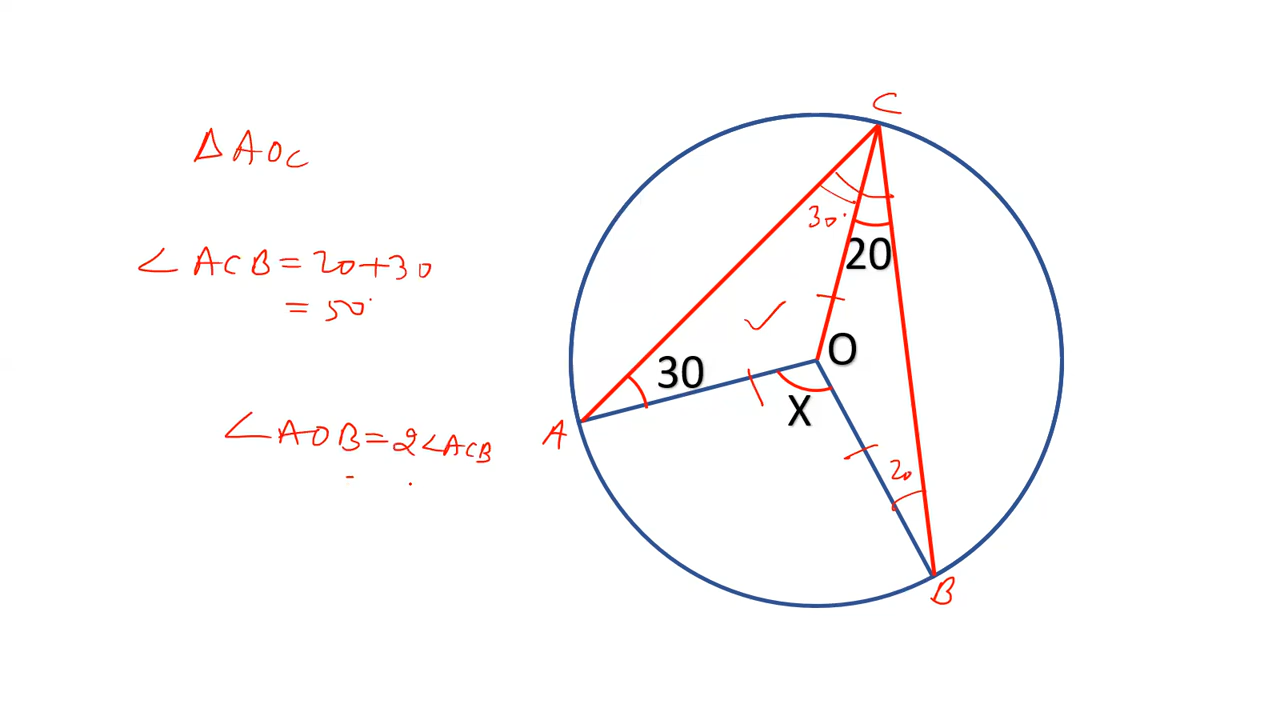 ΔAOC
∠ACB=20+30
=50°
∠AOB=2∠ACB
=
C
30°
20
O
30
X
A
20
B